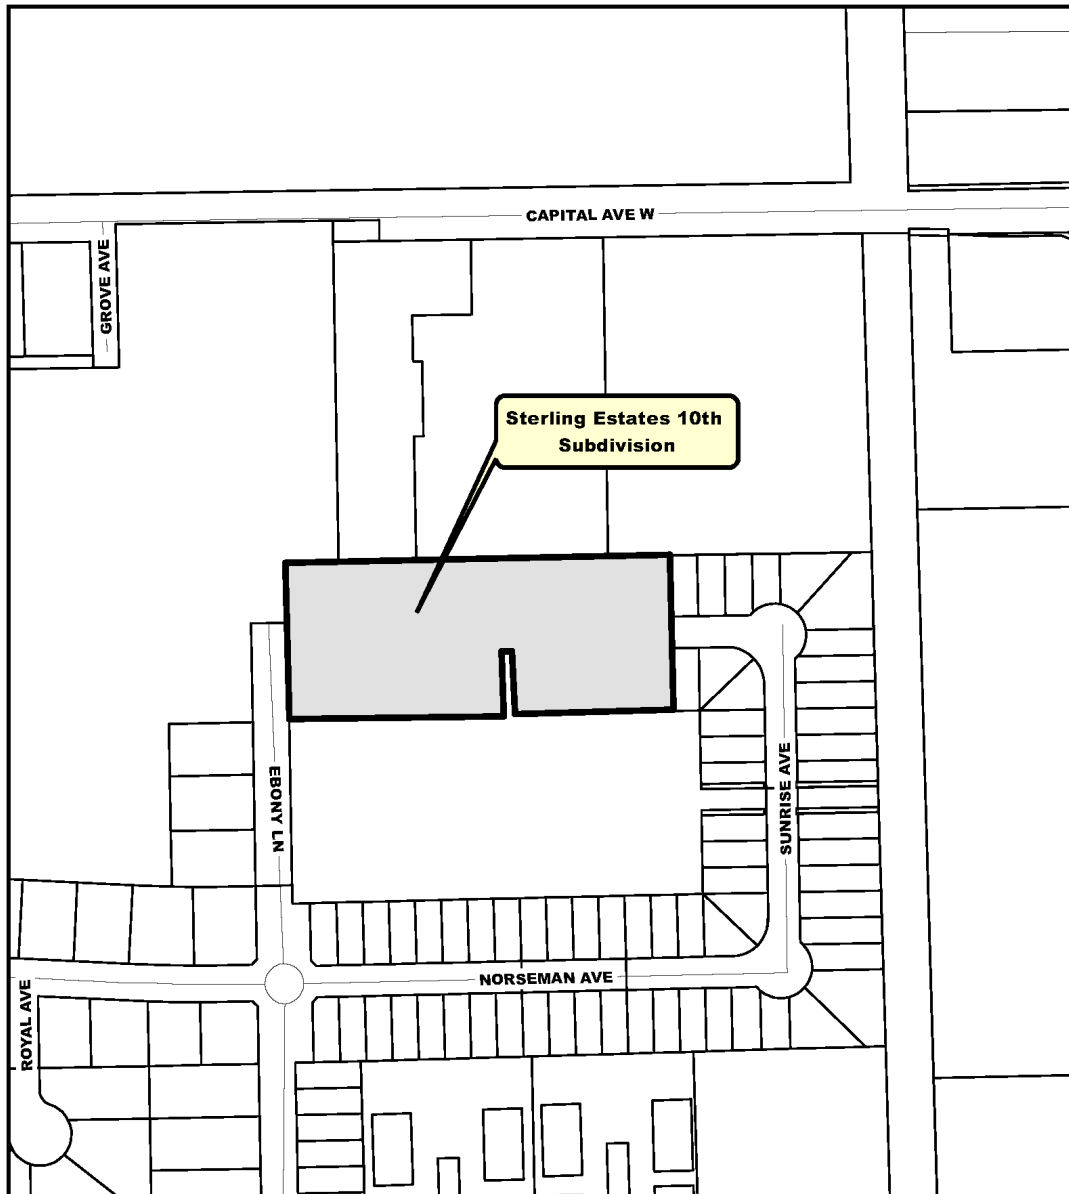 CAPITAL AVE W
GROVE AVE
Sterling Estates 10th
Subdivision
EBONY LN
SUNRISE AVE
NORSEMAN AVE
ROYAL AVE